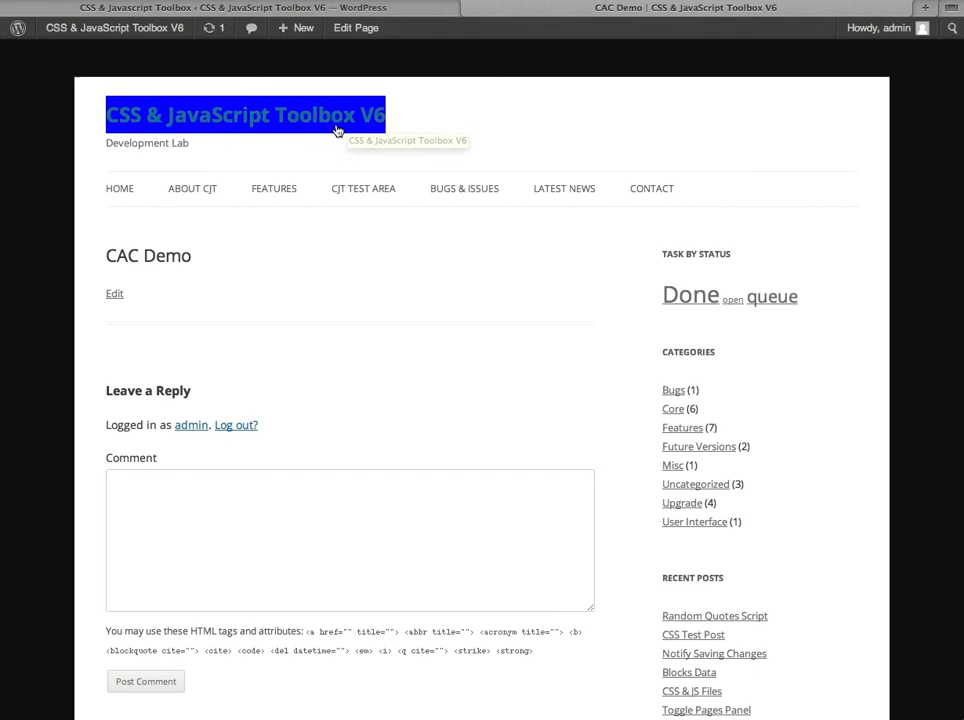 CSS & Javascript Toolbox ‹ CSS & JavaScript Toolbox V6 — WordPress
CAC Demo | CSS & JavaScript Toolbox V6
CSS & JavaScript Toolbox V6
1
+ New
Edit Page
Howdy, admin
CSS & JavaScript Toolbox V6
CSS & JavaScript Toolbox V6
Development Lab
HOME
ABOUT CJT
FEATURES
CJT TEST AREA
BUGS & ISSUES
LATEST NEWS
CONTACT
CAC Demo
Edit
Leave a Reply
Logged in as admin. Log out?
Comment
You may use these HTML tags and attributes: <a href="" title=""> <abbr title=""> <acronym title=""> <b>
<blockquote cite=""> <cite> <code> <del datetime=""> <em> <i> <q cite=""> <strike> <strong>
Post Comment
TASK BY STATUS
Done open queue
CATEGORIES
Bugs (1)
Core (6)
Features (7)
Future Versions (2)
Misc (1)
Uncategorized (3)
Upgrade (4)
User Interface (1)
RECENT POSTS
Random Quotes Script
CSS Test Post
Notify Saving Changes
Blocks Data
CSS & JS Files
Toggle Pages Panel